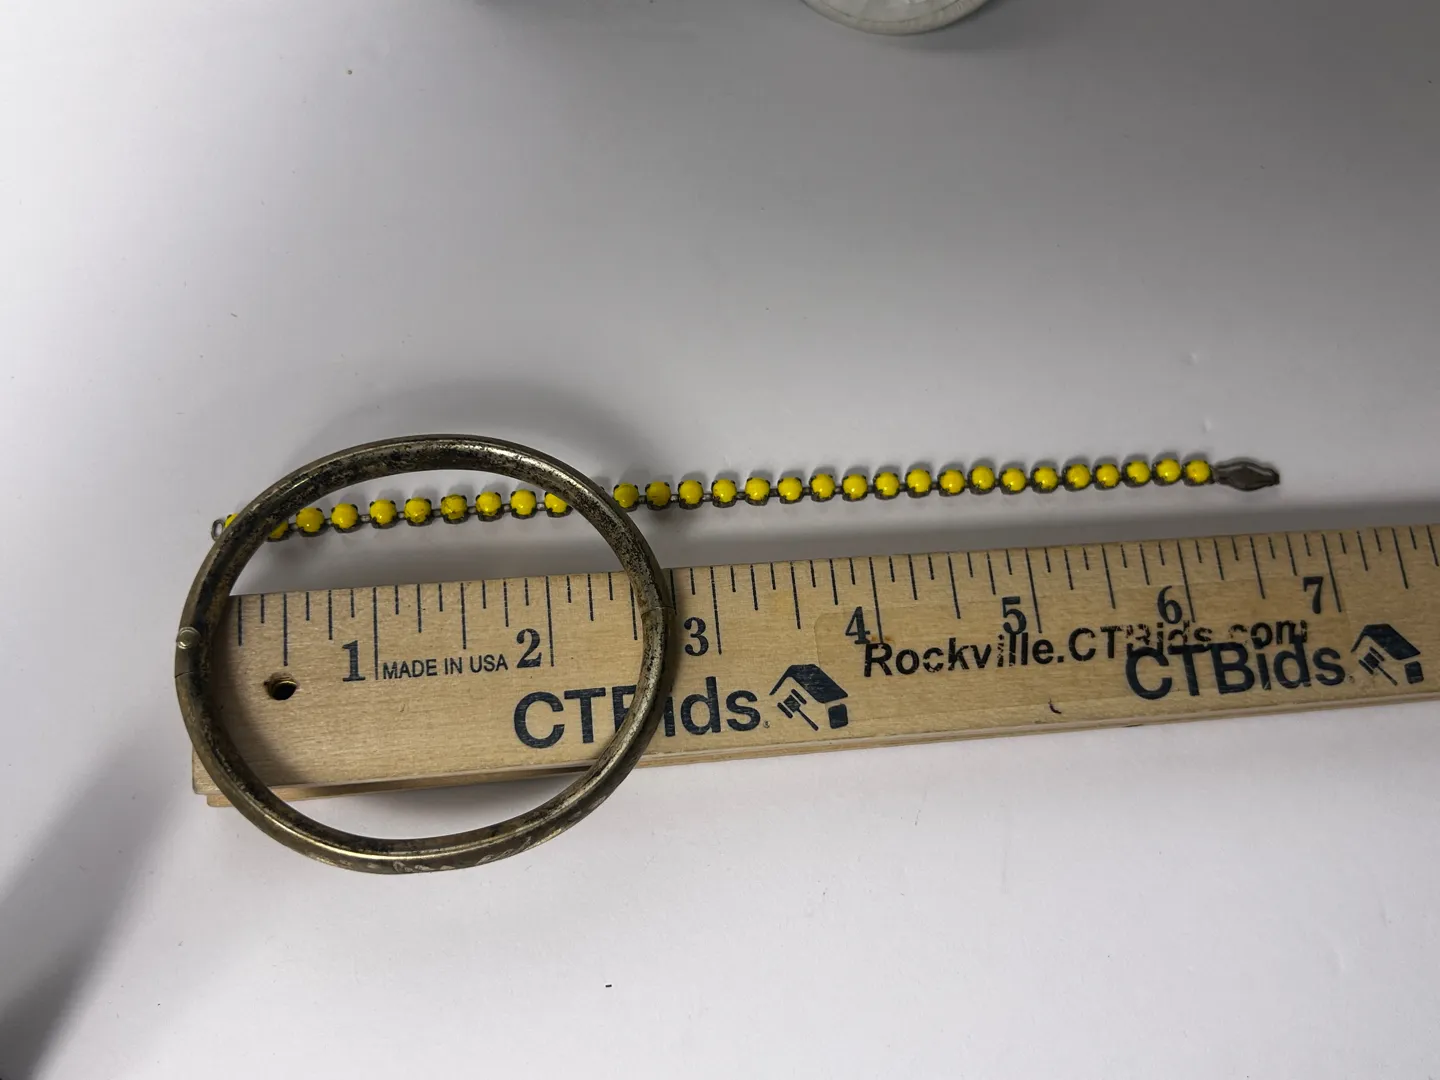 1 2 3 4 5 6 7
MADE IN USA
CTBids
Rockville.CTBids.com
CTBids